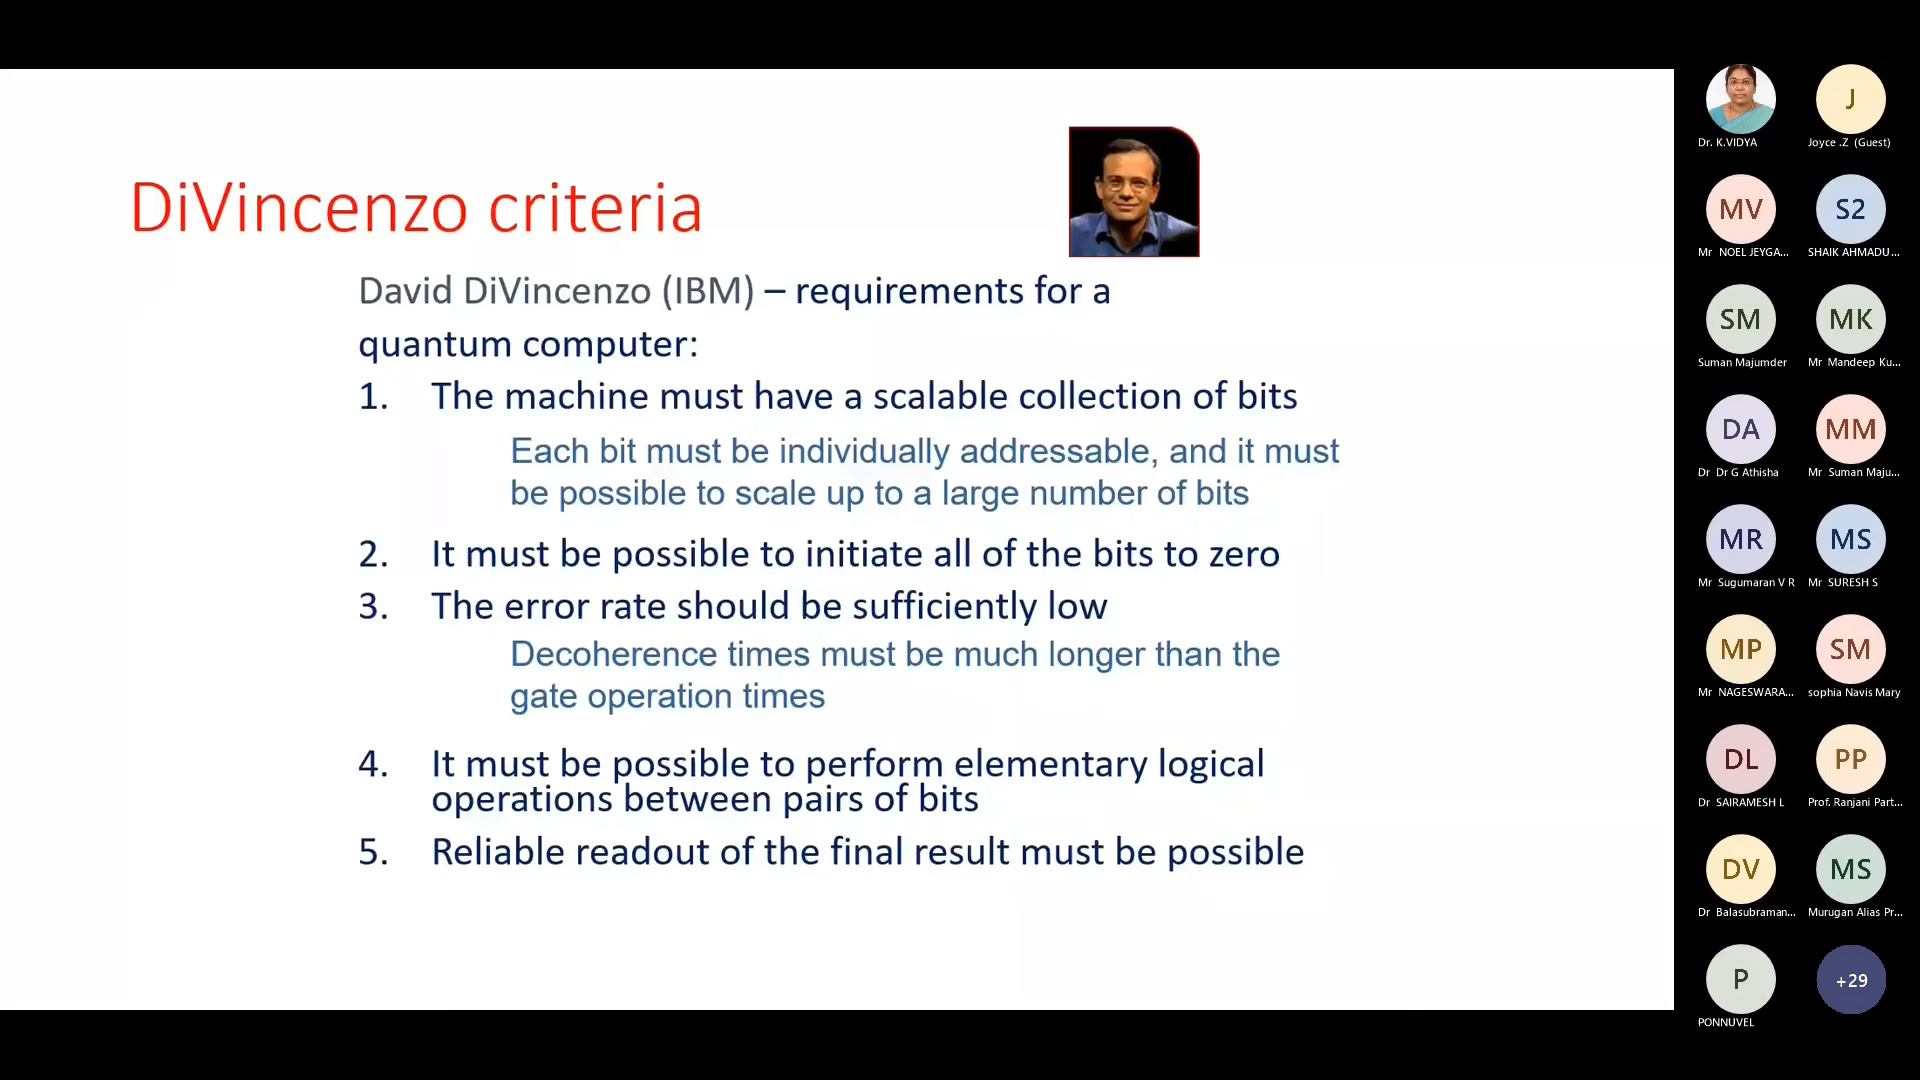 DiVincenzo criteria
David DiVincenzo (IBM) – requirements for a
quantum computer:
1. The machine must have a scalable collection of bits
Each bit must be individually addressable, and it must
be possible to scale up to a large number of bits
2. It must be possible to initiate all of the bits to zero
3. The error rate should be sufficiently low
Decoherence times must be much longer than the
gate operation times
4. It must be possible to perform elementary logical
operations between pairs of bits
5. Reliable readout of the final result must be possible
J
Dr. K.VIDYA
Joyce .Z (Guest)
MV
S2
Mr NOEL JEYGA...
SHAIK AHMADU...
SM
MK
Suman Majumder
Mr Mandeep Ku...
DA
MM
Dr Dr G Athisha
Mr Suman Maju...
MR
MS
Mr Sugumaran V R
Mr SURESH S
MP
SM
Mr NAGESWARA...
sophia Navis Mary
DL
PP
Dr SAIRAMESH L
Prof. Ranjani Part...
DV
MS
Dr Balasubraman...
Murugan Alias Pr...
P
+29
PONNUVEL